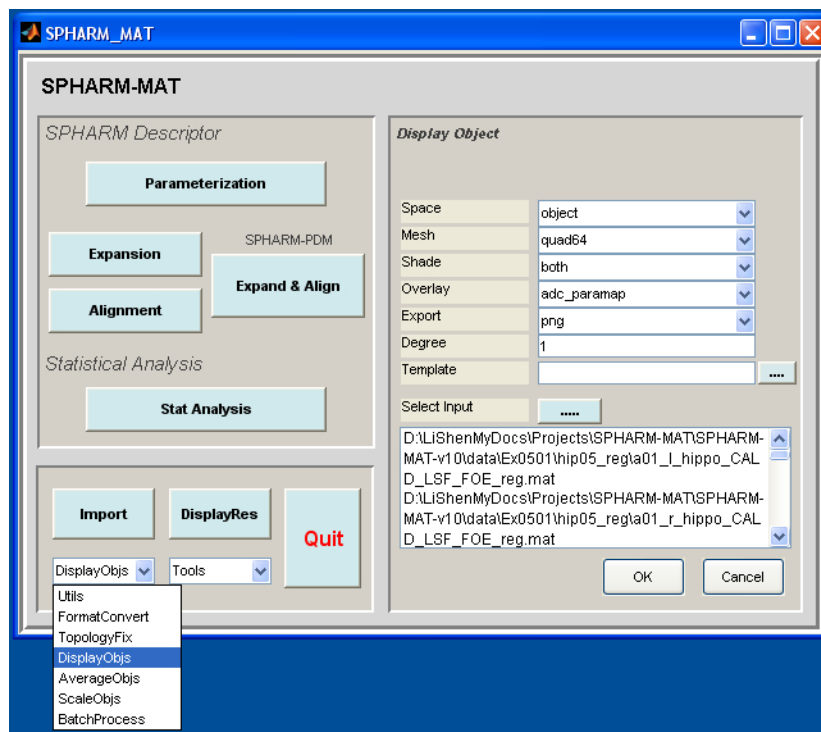 SPHARM_MAT
SPHARM-MAT
SPHARM Descriptor
Parameterization
Expansion
SPHARM-PDM
Expand & Align
Alignment
Statistical Analysis
Stat Analysis
Import
DisplayRes
Quit
DisplayObjs
Tools
Utils
FormatConvert
TopologyFix
DisplayObjs
AverageObjs
ScaleObjs
BatchProcess
Display Object
Space
object
Mesh
quad64
Shade
both
Overlay
adc_paramap
Export
png
Degree
1
Template
....
Select Input
.....
D:\LiShenMyDocs\Projects\SPHARM-MAT\SPHARM-
MAT-v10\data\Ex0501\hip05_reg\a01_l_hippo_CAL
D_LSF_FOE_reg.mat
D:\LiShenMyDocs\Projects\SPHARM-MAT\SPHARM-
MAT-v10\data\Ex0501\hip05_reg\a01_r_hippo_CAL
D_LSF_FOE_reg.mat
OK
Cancel